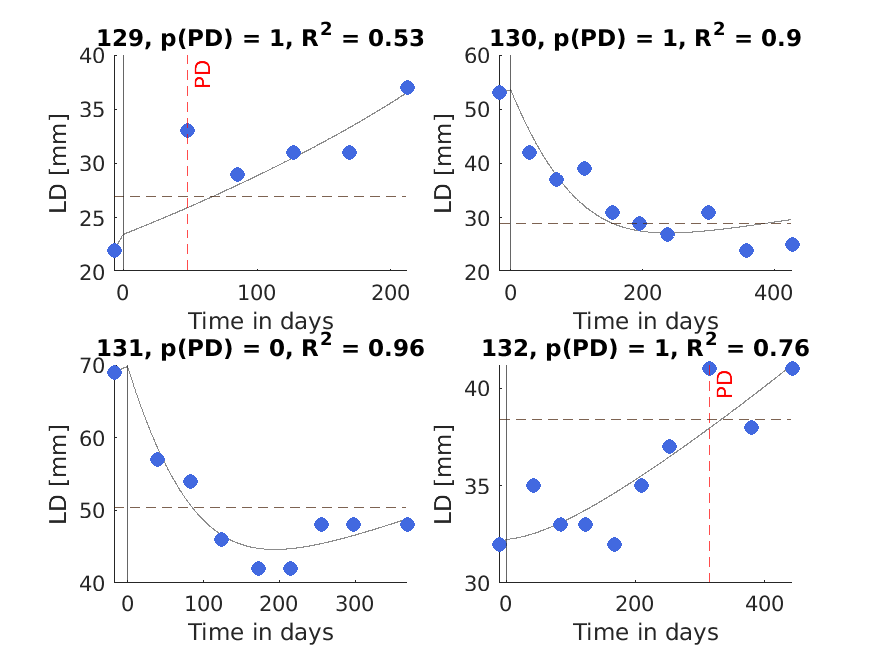 129, p(PD) = 1, R² = 0.53
40
35
30
25
20
LD [mm]
PD
0
100
200
Time in days
130, p(PD) = 1, R² = 0.9
60
50
40
30
20
LD [mm]
0
200
400
Time in days
131, p(PD) = 0, R² = 0.96
70
60
50
40
LD [mm]
0
100
200
300
Time in days
132, p(PD) = 1, R² = 0.76
40
35
30
LD [mm]
PD
0
200
400
Time in days